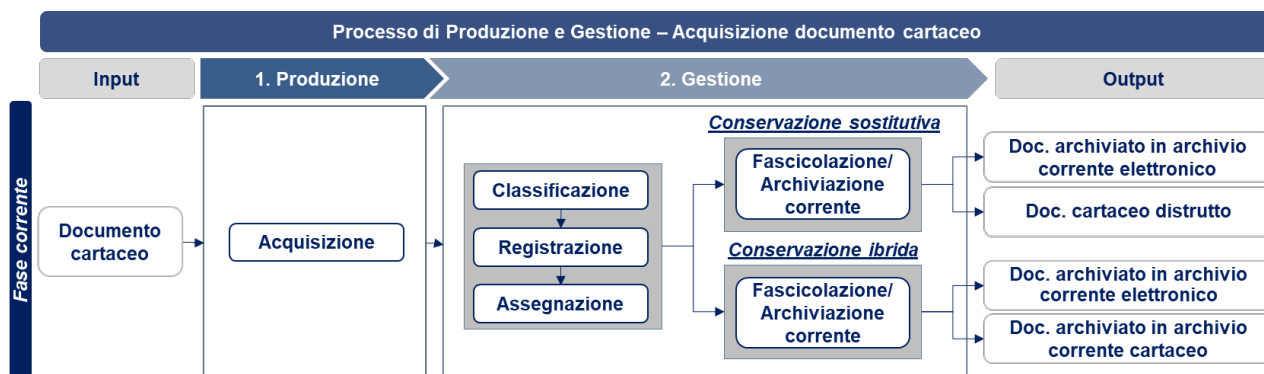 Processo di Produzione e Gestione – Acquisizione documento cartaceo
Input
1. Produzione
2. Gestione
Output
Fase corrente
Documento
cartaceo
Acquisizione
Classificazione
Registrazione
Assegnazione
Conservazione sostitutiva
Fascicolazione/
Archiviazione
corrente
Conservazione ibrida
Fascicolazione/
Archiviazione
corrente
Doc. archiviato in archivio
corrente elettronico
Doc. cartaceo distrutto
Doc. archiviato in archivio
corrente elettronico
Doc. archiviato in archivio
corrente cartaceo